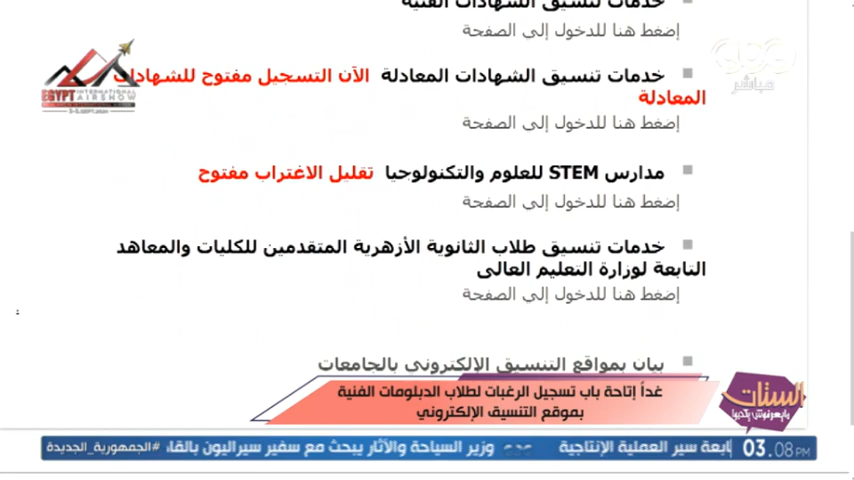 خدمات تنسيق الشهادات الفنية
إضغط هنا للدخول إلى الصفحة
خدمات تنسيق الشهادات المعادلة الآن التسجيل مفتوح للشهادات
المعادلة
إضغط هنا للدخول إلى الصفحة
مدارس STEM للعلوم والتكنولوجيا تقليل الاغتراب مفتوح
إضغط هنا للدخول إلى الصفحة
خدمات تنسيق طلاب الثانوية الأزهرية المتقدمين للكليات والمعاهد
التابعة لوزارة التعليم العالى
إضغط هنا للدخول إلى الصفحة
بيان بمواقع التنسيق الإلكترونى بالجامعات
EGYPT INTERNATIONAL
AIRSHOW
cbc
مباشر
غداً إتاحة باب تسجيل الرغبات لطلاب الدبلومات الفنية
بموقع التنسيق الإلكتروني
الستات
مايعرفوش يكدبوا
03.08 PM
ابعة سير العملية الإنتاجية cbc وزير السياحة والآثار يبحث مع سفير سيراليون بالقا
#الجمهورية_الجديدة